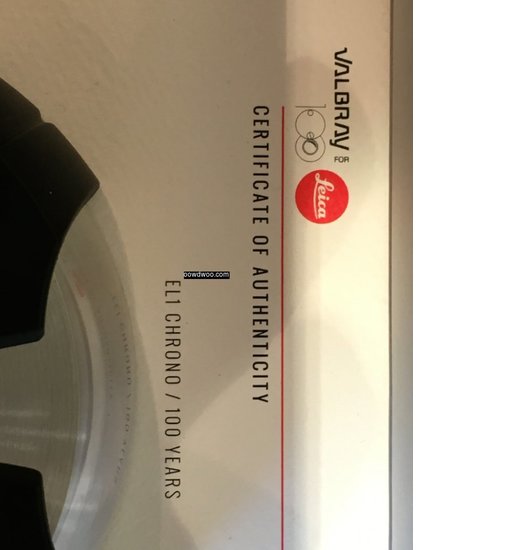 VALBRAY
100
FOR
Leica
CERTIFICATE OF AUTHENTICITY
EL1 CHRONO / 100 YEARS
powdwoo.com